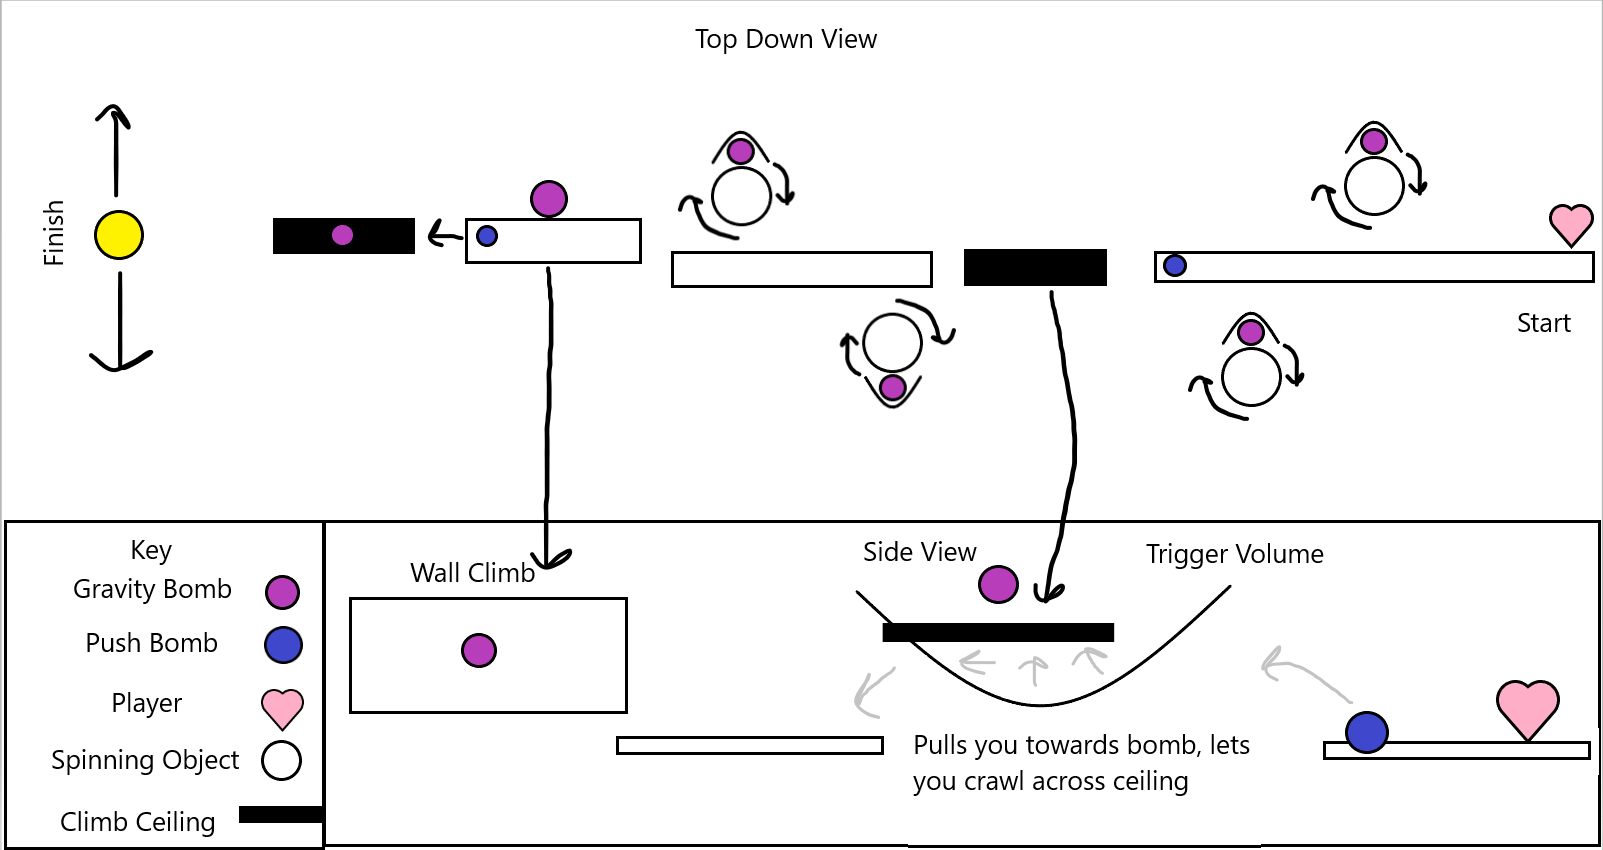 Top Down View
Finish
Start
Key
Gravity Bomb
Push Bomb
Player
Spinning Object
Climb Ceiling
Wall Climb
Side View
Trigger Volume
Pulls you towards bomb, lets
you crawl across ceiling